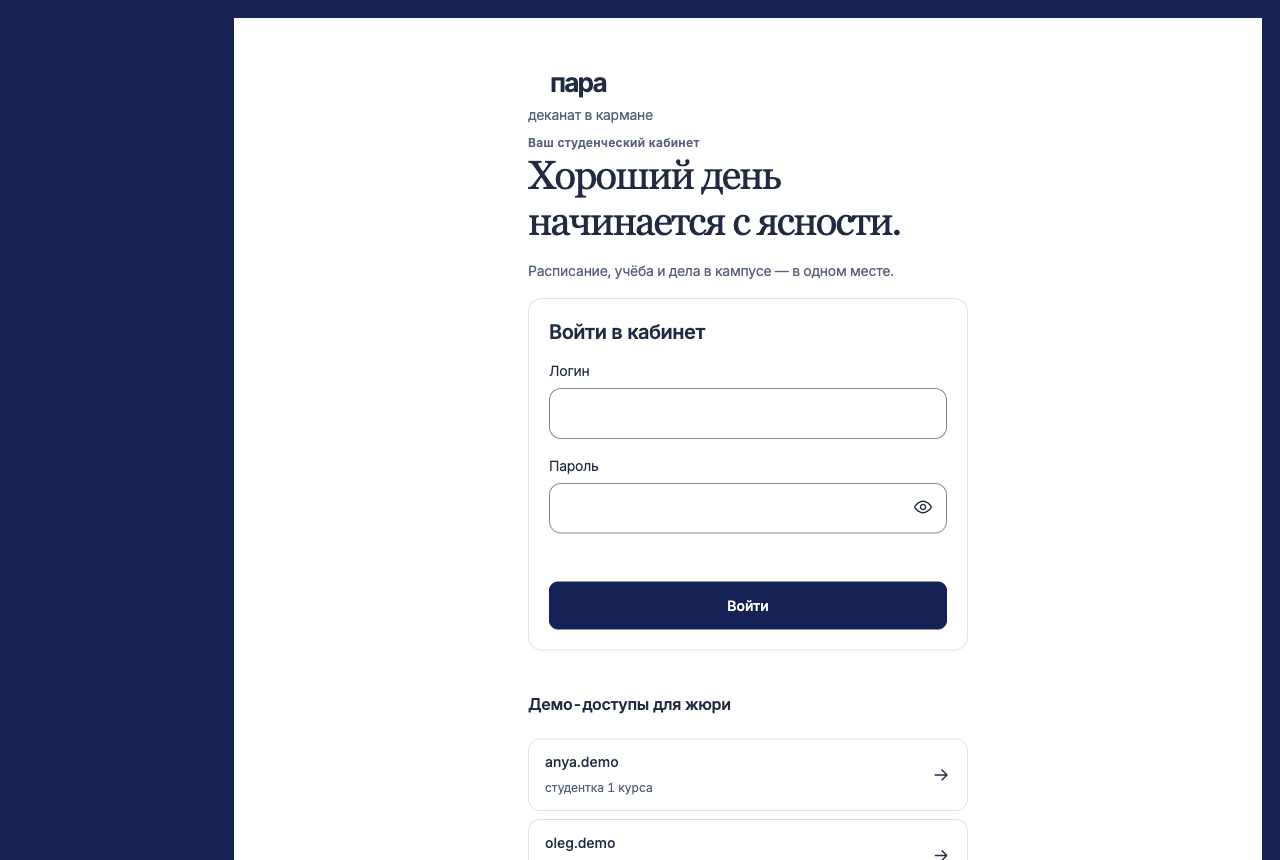 пара
деканат в кармане
Ваш студенческий кабинет
Хороший день
начинается с ясности.
Расписание, учёба и дела в кампусе — в одном месте.
Войти в кабинет
Логин
Пароль
Войти
Демо-доступы для жюри
anya.demo
студентка 1 курса
oleg.demo